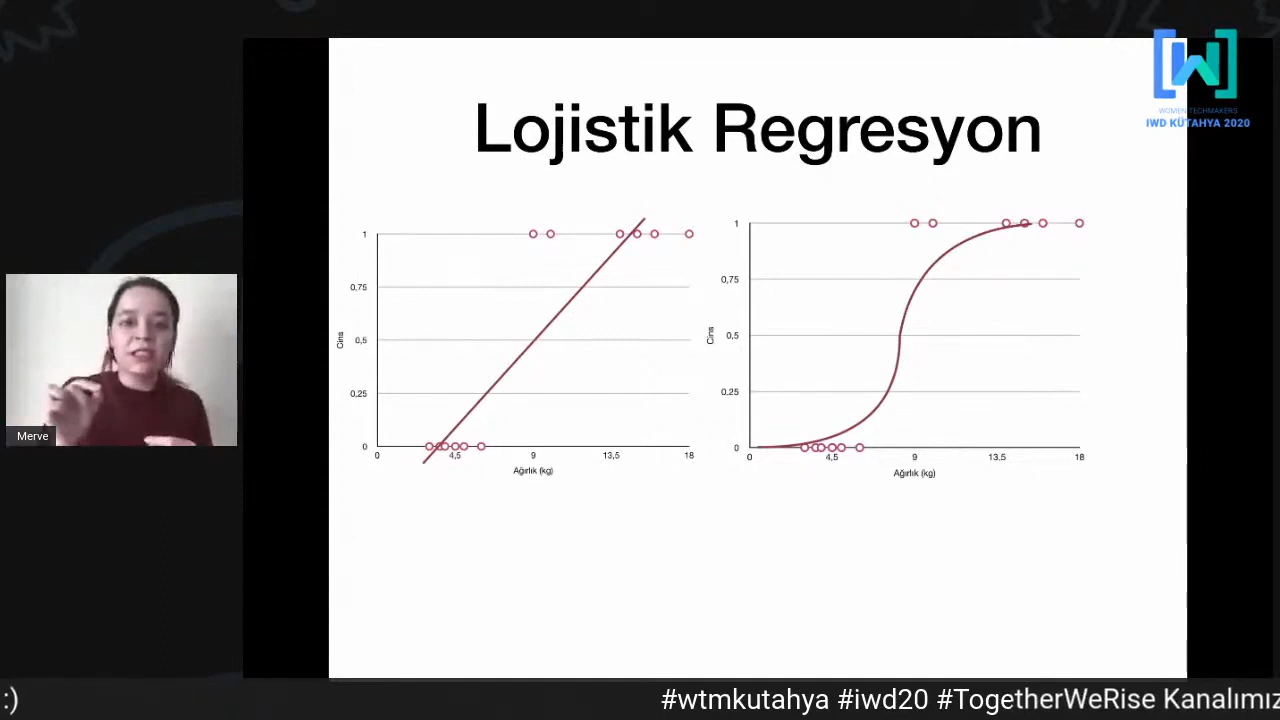 WOMEN TECHMAKERS
IWD KÜTAHYA 2020
Lojistik Regresyon
1
0,75
0,5
0,25
0
Cins
0
4,5
9
13,5
18
Ağırlık (kg)
1
0,75
0,5
0,25
0
Cins
0
4,5
9
13,5
18
Ağırlık (kg)
Merve
:)
#wtmkutahya #iwd20 #TogetherWeRise Kanalımız